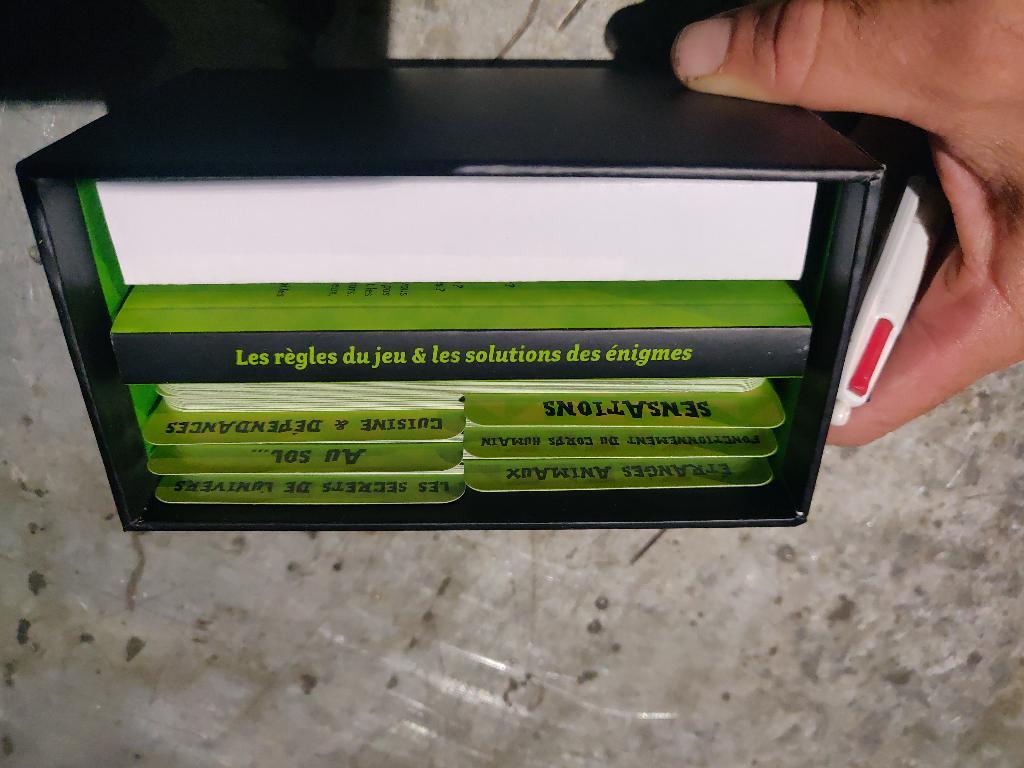 Les règles du jeu & les solutions des énigmes
SENSATIONS
CUISINE & DÉPENDANCES
FONCTIONNEMENT DU CORPS HUMAIN
AU SOL...
ÉTRANGES ANIMAUX
LES SECRETS DE L'UNIVERS